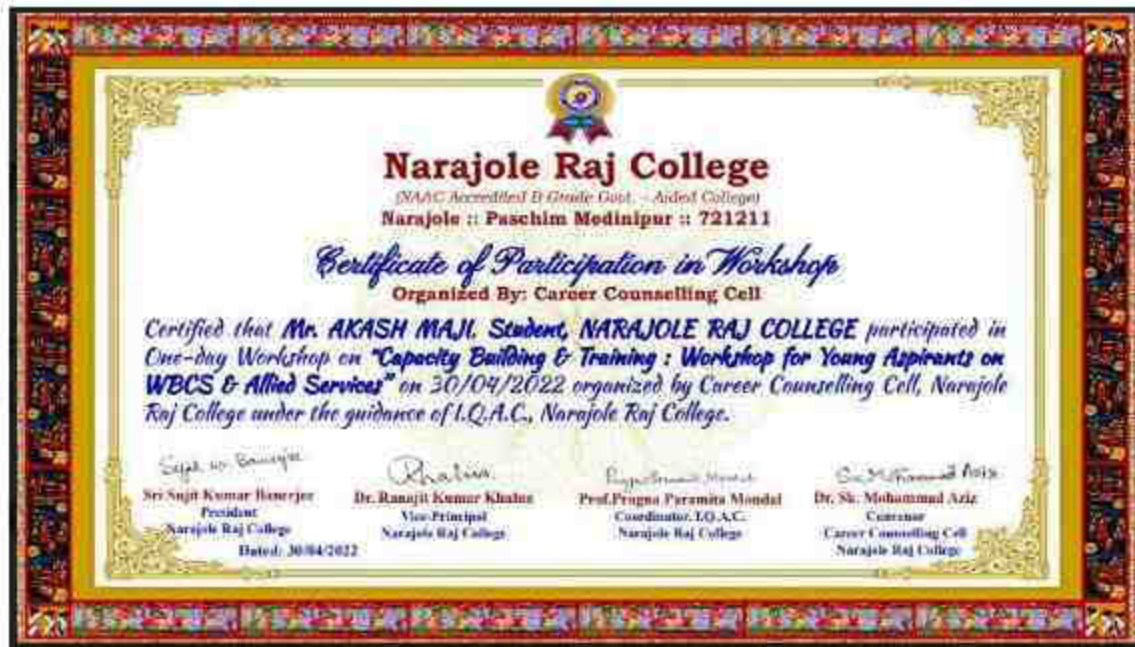 Narajole Raj College
(NAAC Accredited B Grade Govt. - Aided College)
Narajole :: Paschim Medinipur :: 721211
Certificate of Participation in Workshop
Organized By: Career Counselling Cell
Certified that Mr. AKASH MAJI. Student, NARAJOLE RAJ COLLEGE participated in
One-day Workshop on "Capacity Building & Training : Workshop for Young Aspirants on
WBCS & Allied Services" on 30/04/2022 organized by Career Counselling Cell, Narajole
Raj College under the guidance of I.Q.A.C., Narajole Raj College.
Sri Sujit Kumar Banerjee
President
Narajole Raj College
Dated: 30/04/2022
Dr. Ranajit Kumar Khalua
Vice-Principal
Narajole Raj College
Prof.Pragna Paramita Mondal
Coordinator, I.Q.A.C.
Narajole Raj College
Sk. Mohammad Aziz
Dr. Sk. Mohammad Aziz
Convenor
Career Counselling Cell
Narajole Raj College